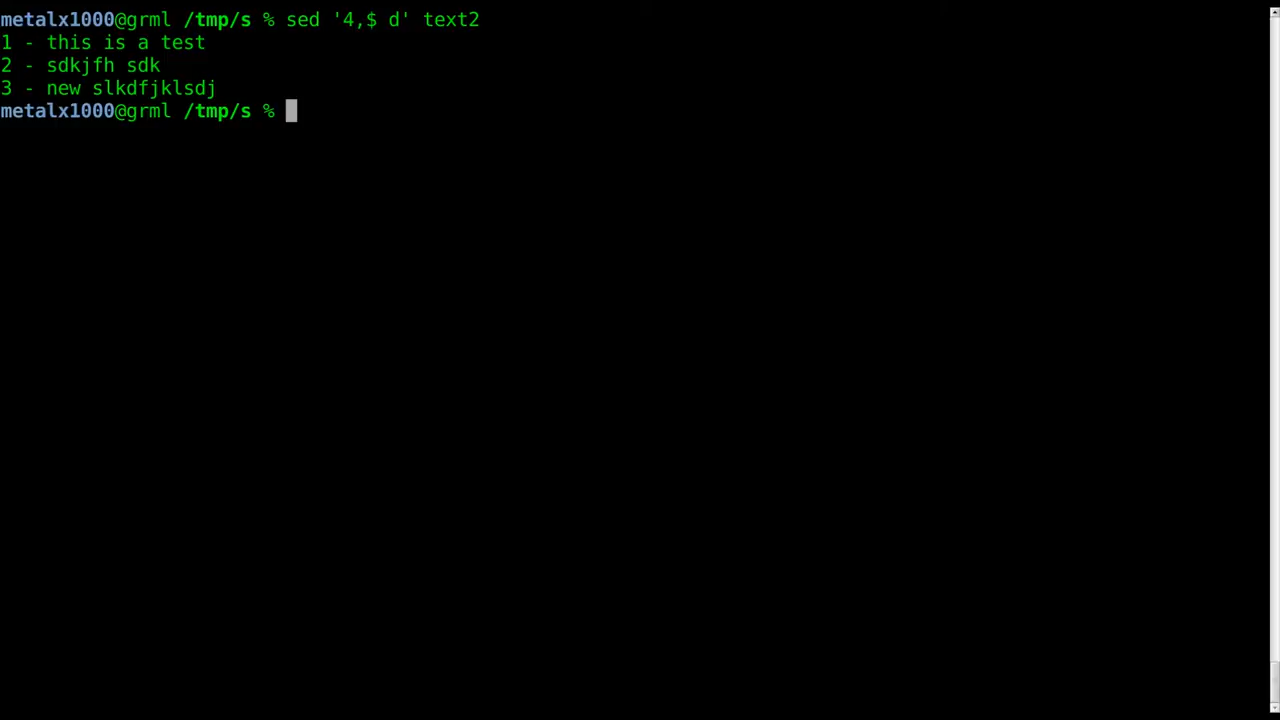 metalx1000@grml /tmp/s % sed '4,$ d' text2
1 - this is a test
2 - sdkjfh sdk
3 - new slkdfjklsdj
metalx1000@grml /tmp/s %